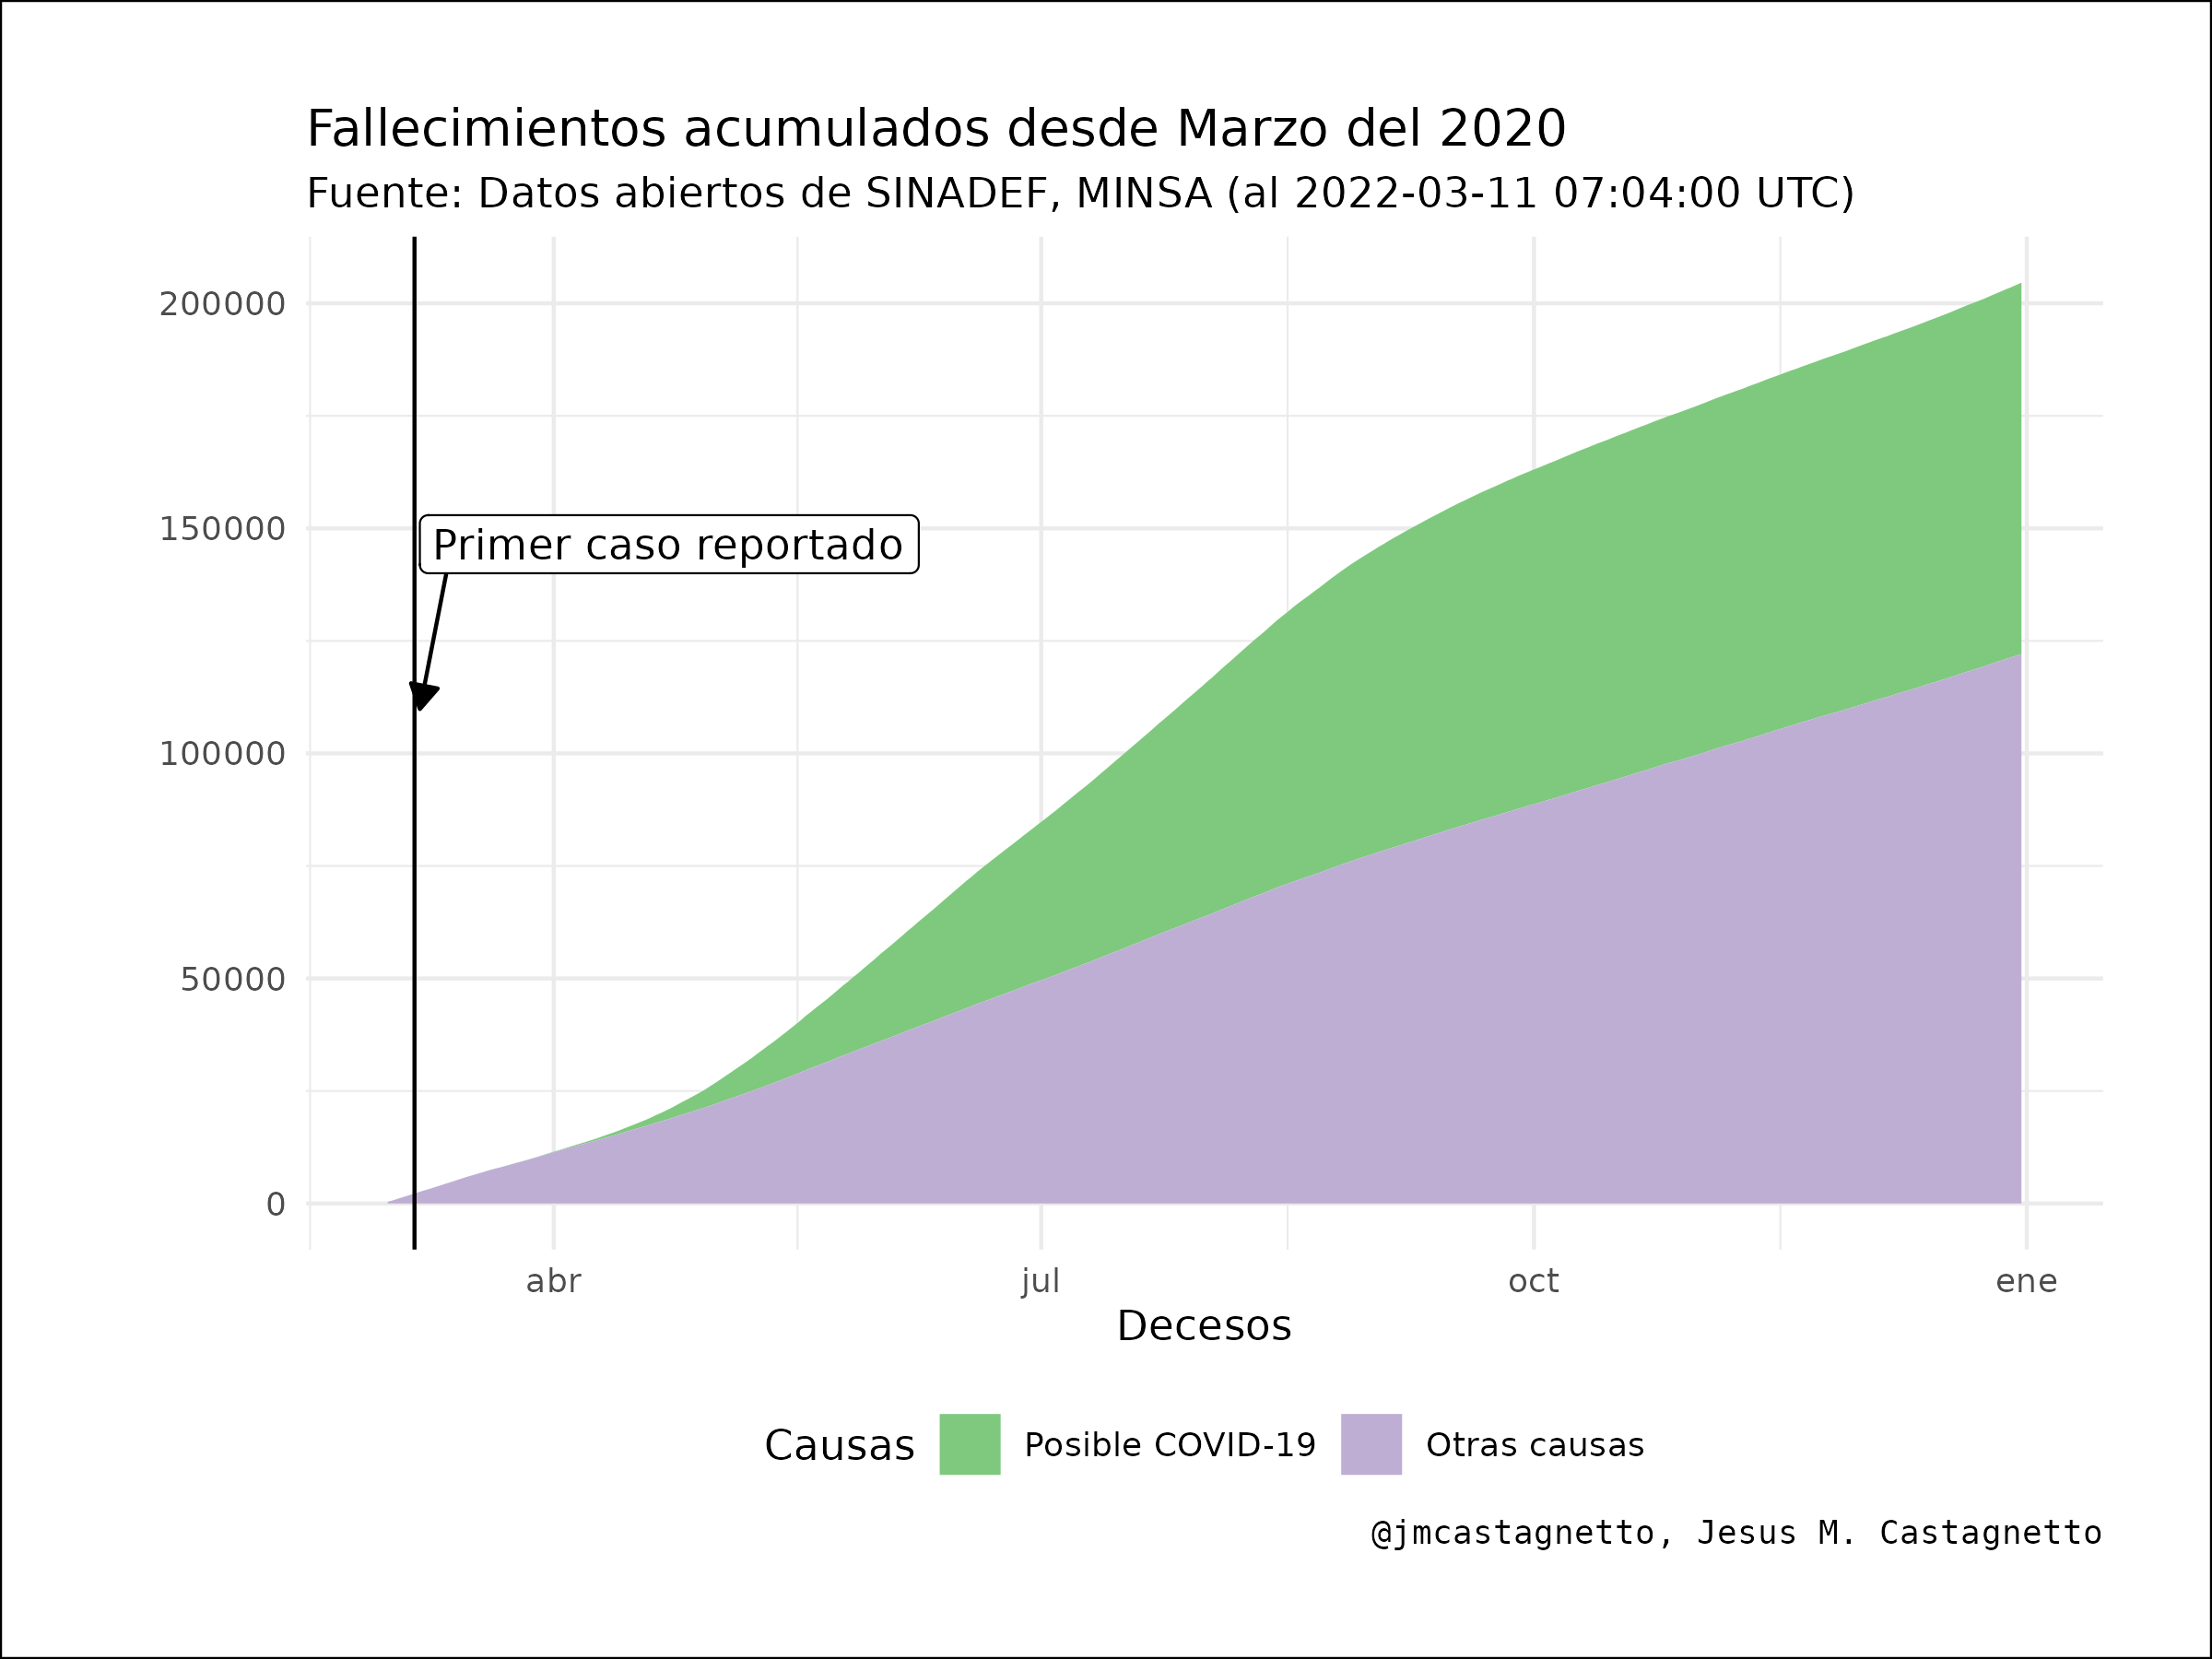 Fallecimientos acumulados desde Marzo del 2020
Fuente: Datos abiertos de SINADEF, MINSA (al 2022-03-11 07:04:00 UTC)
200000
150000
Primer caso reportado
100000
50000
0
abr jul oct ene
Decesos
Causas Posible COVID-19 Otras causas
@jmcastagnetto, Jesus M. Castagnetto